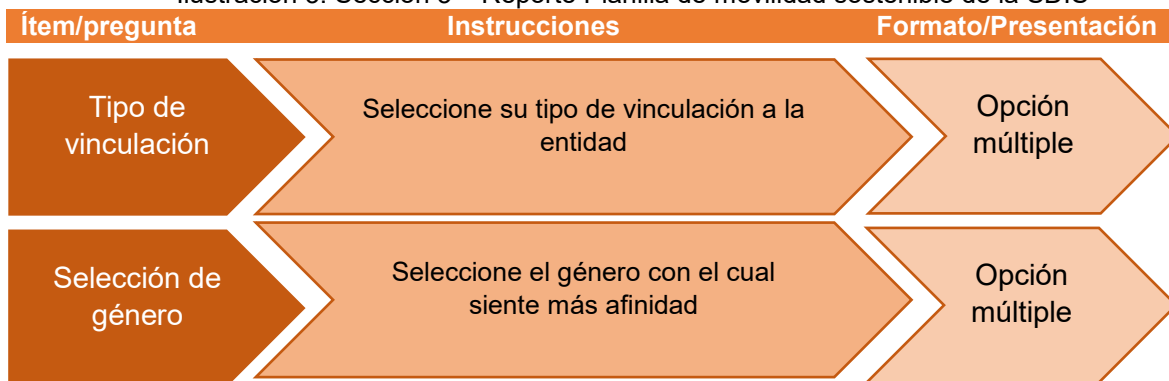 Ítem/pregunta Instrucciones Formato/Presentación
Tipo de
vinculación
Seleccione su tipo de vinculación a la
entidad
Opción
múltiple
Selección de
género
Seleccione el género con el cual
siente más afinidad
Opción
múltiple